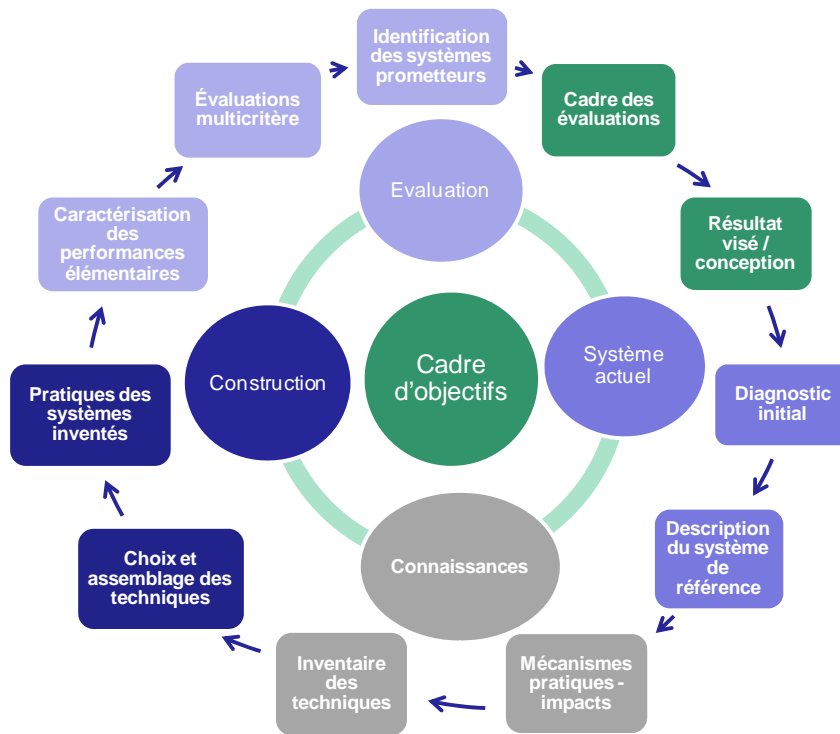 Identification
des systèmes
prometteurs
Cadre des
évaluations
Résultat
visé /
conception
Diagnostic
initial
Description
du système
de
référence
Mécanismes
pratiques -
impacts
Inventaire
des
techniques
Choix et
assemblage des
techniques
Pratiques des
systèmes
inventés
Caractérisation
des
performances
élémentaires
Évaluations
multicritère
Evaluation
Système
actuel
Connaissances
Construction
Cadre
d’objectifs